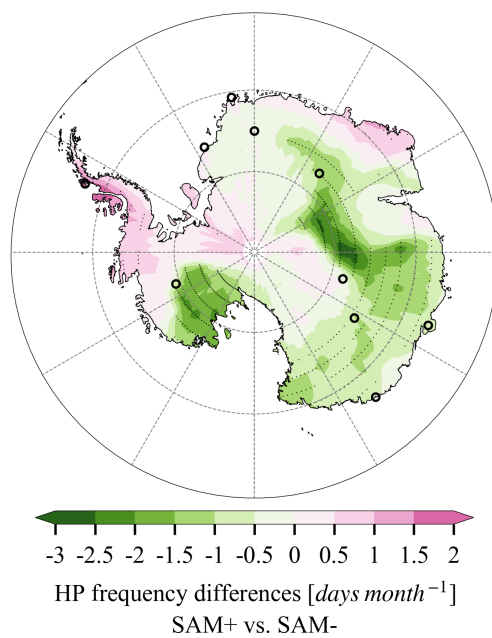 -3 -2.5 -2 -1.5 -1 -0.5 0 0.5 1 1.5 2
HP frequency differences [days month⁻¹]
SAM+ vs. SAM-